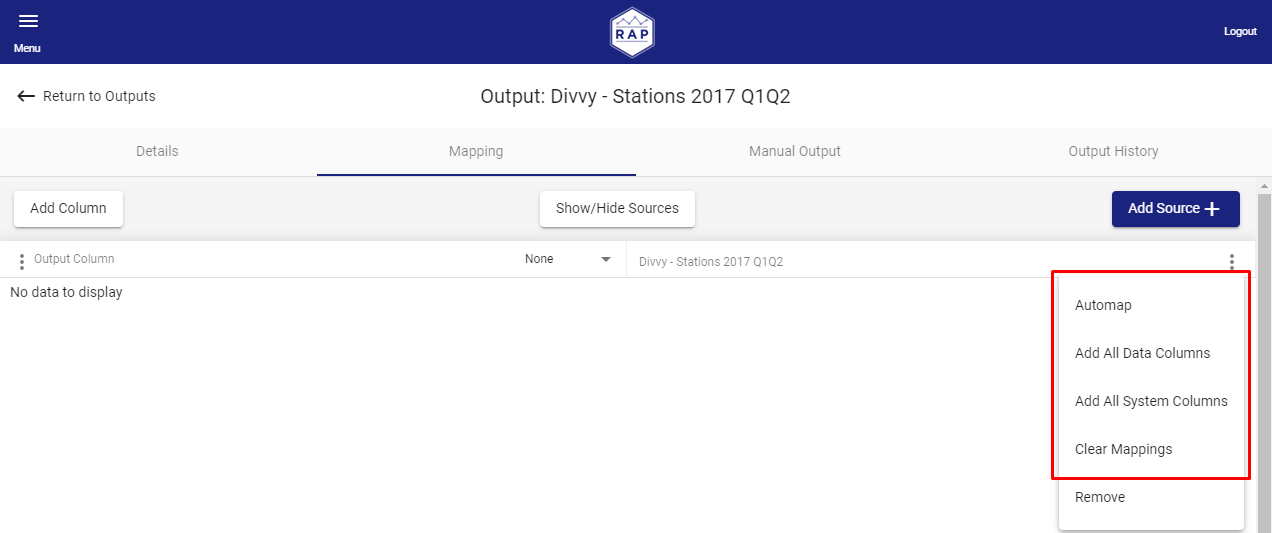 Menu
RAP
Logout
Return to Outputs
Output: Divvy - Stations 2017 Q1Q2
Details
Mapping
Manual Output
Output History
Add Column
Show/Hide Sources
Add Source
Output Column
None
Divvy - Stations 2017 Q1Q2
No data to display
Automap
Add All Data Columns
Add All System Columns
Clear Mappings
Remove